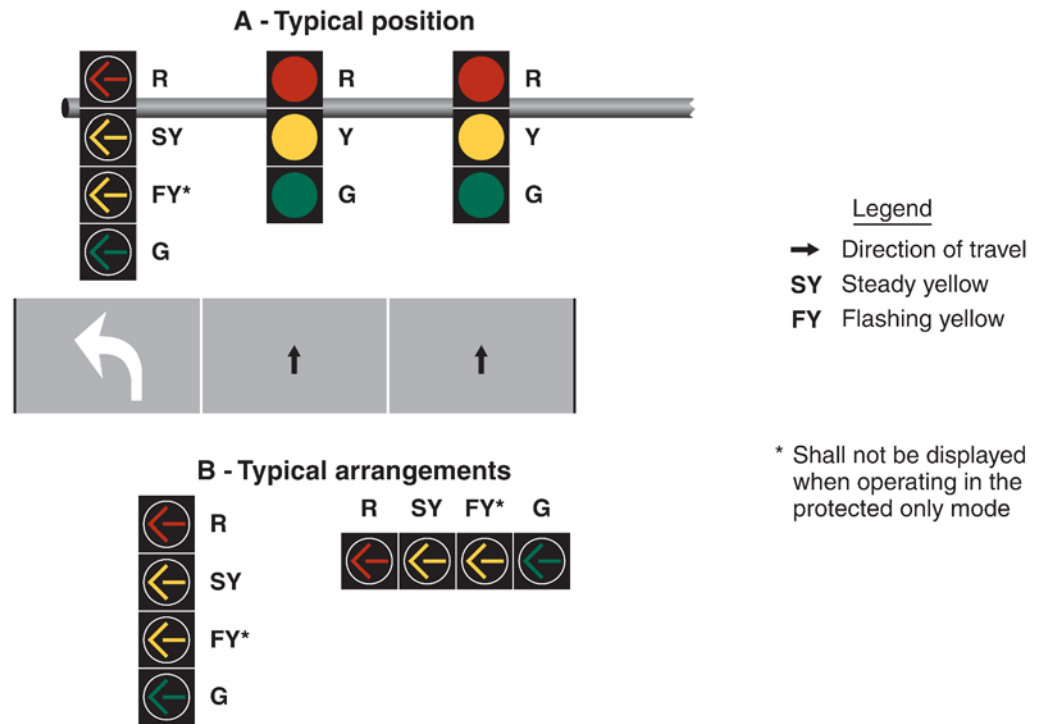 A - Typical position
R R R
SY Y Y
FY* G G
G
Legend
Direction of travel
SY Steady yellow
FY Flashing yellow
* Shall not be displayed
when operating in the
protected only mode
B - Typical arrangements
R
SY
FY*
G
R SY FY* G